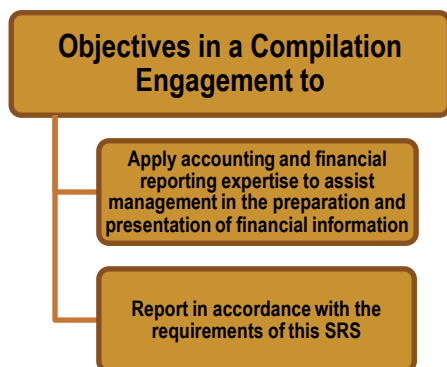 Objectives in a Compilation
Engagement to
Apply accounting and financial
reporting expertise to assist
management in the preparation and
presentation of financial information
Report in accordance with the
requirements of this SRS